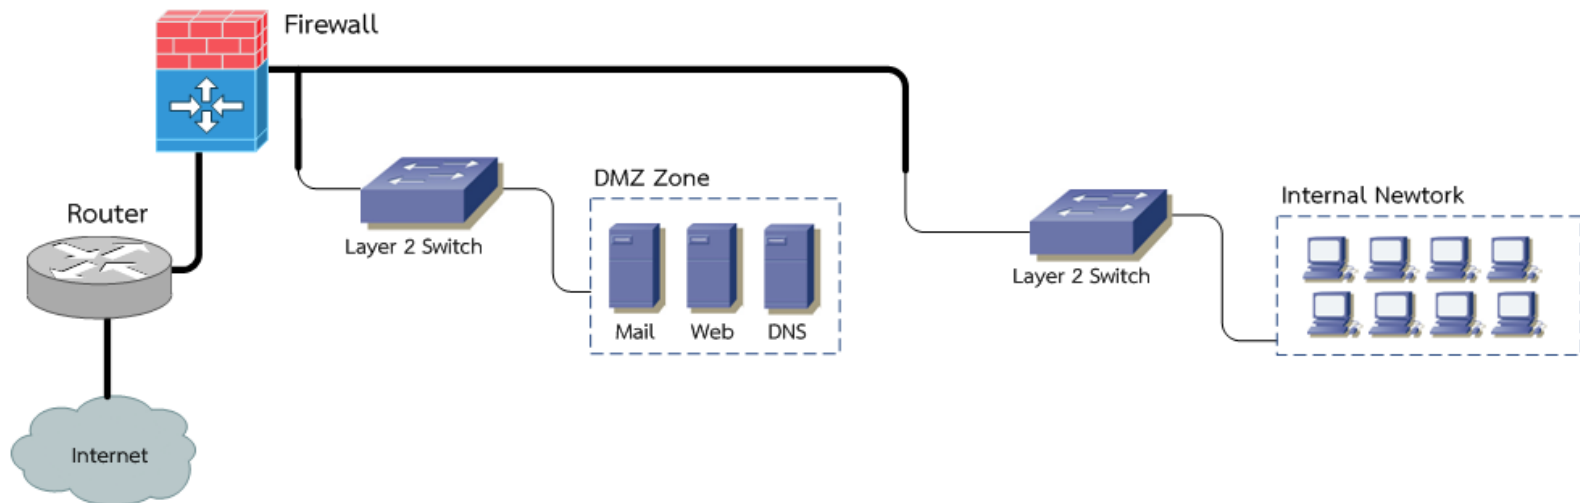 Firewall
Router
Internet
Layer 2 Switch
DMZ Zone
Mail Web DNS
Layer 2 Switch
Internal Newtork